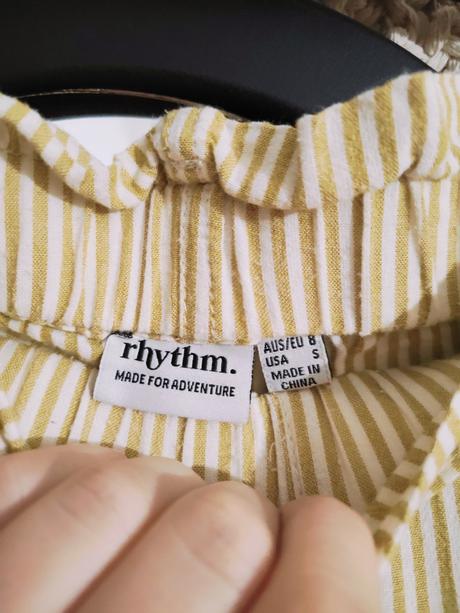 rhythm.
MADE FOR ADVENTURE
AUS/EU 8
USA S
MADE IN
CHINA